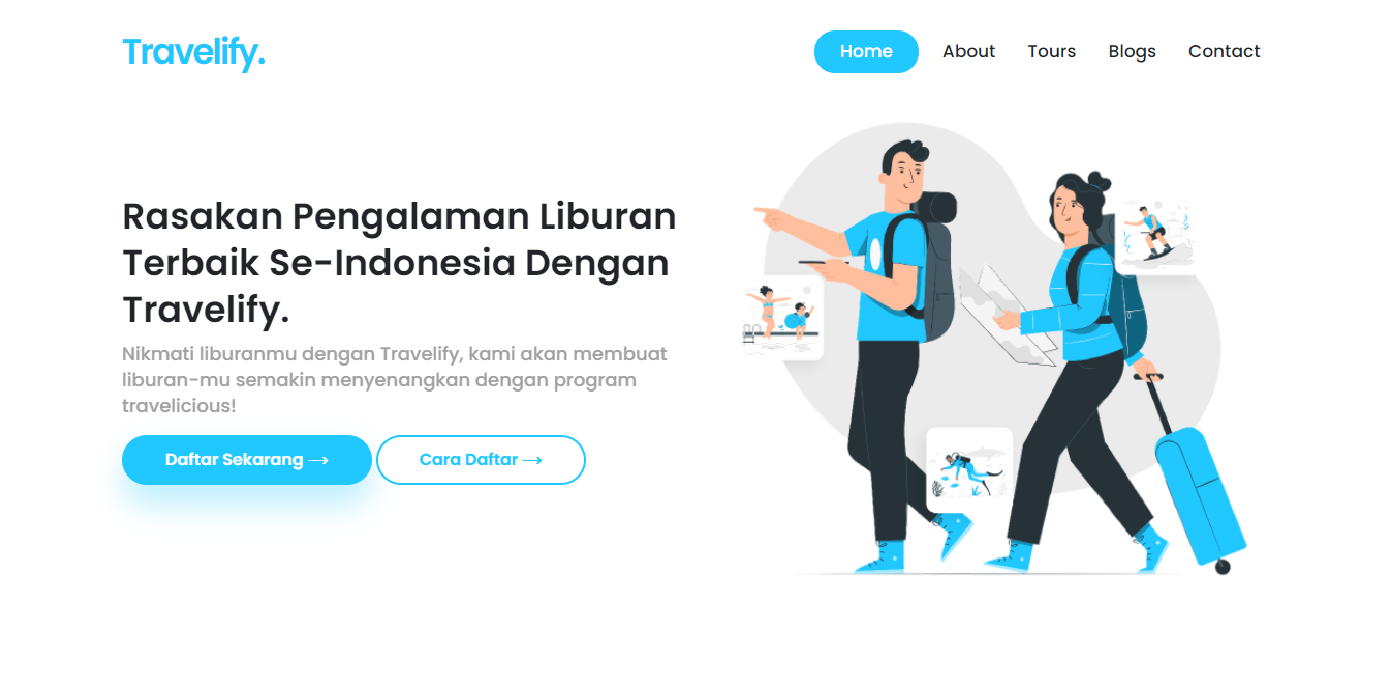 Travelify.
Home About Tours Blogs Contact
Rasakan Pengalaman Liburan
Terbaik Se-Indonesia Dengan
Travelify.
Nikmati liburanmu dengan Travelify, kami akan membuat
liburan-mu semakin menyenangkan dengan program
travelicious!
Daftar Sekarang → Cara Daftar →